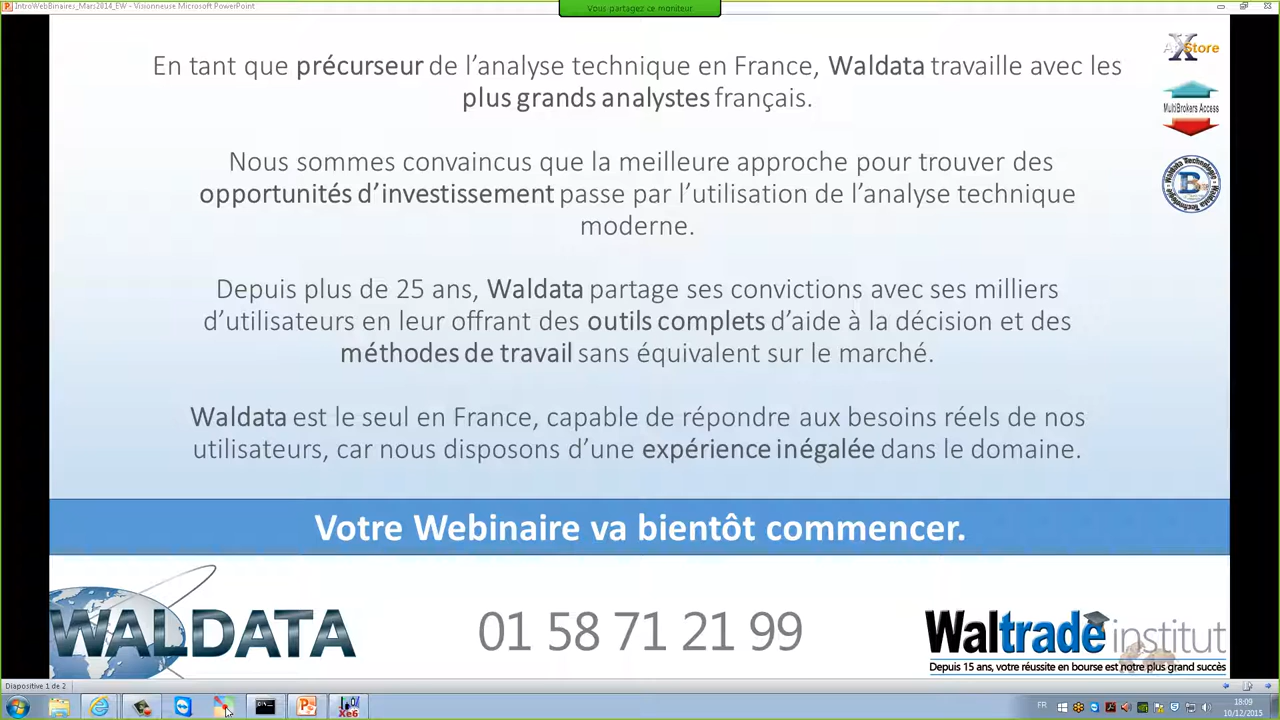 IntroWebBinaires_Mars2014_EW - Visionneuse Microsoft PowerPoint
Vous partagez ce moniteur
En tant que précurseur de l'analyse technique en France, Waldata travaille avec les
plus grands analystes français.
Nous sommes convaincus que la meilleure approche pour trouver des
opportunités d'investissement passe par l'utilisation de l'analyse technique
moderne.
Depuis plus de 25 ans, Waldata partage ses convictions avec ses milliers
d'utilisateurs en leur offrant des outils complets d'aide à la décision et des
méthodes de travail sans équivalent sur le marché.
Waldata est le seul en France, capable de répondre aux besoins réels de nos
utilisateurs, car nous disposons d'une expérience inégalée dans le domaine.
Store
MultiBrokers Access
Votre Webinaire va bientôt commencer.
WALDATA
01 58 71 21 99
Waltrade institut
Depuis 15 ans, votre réussite en bourse est notre plus grand succès
Diapositive 1 de 2
Xe6
FR
18:09
10/12/2015